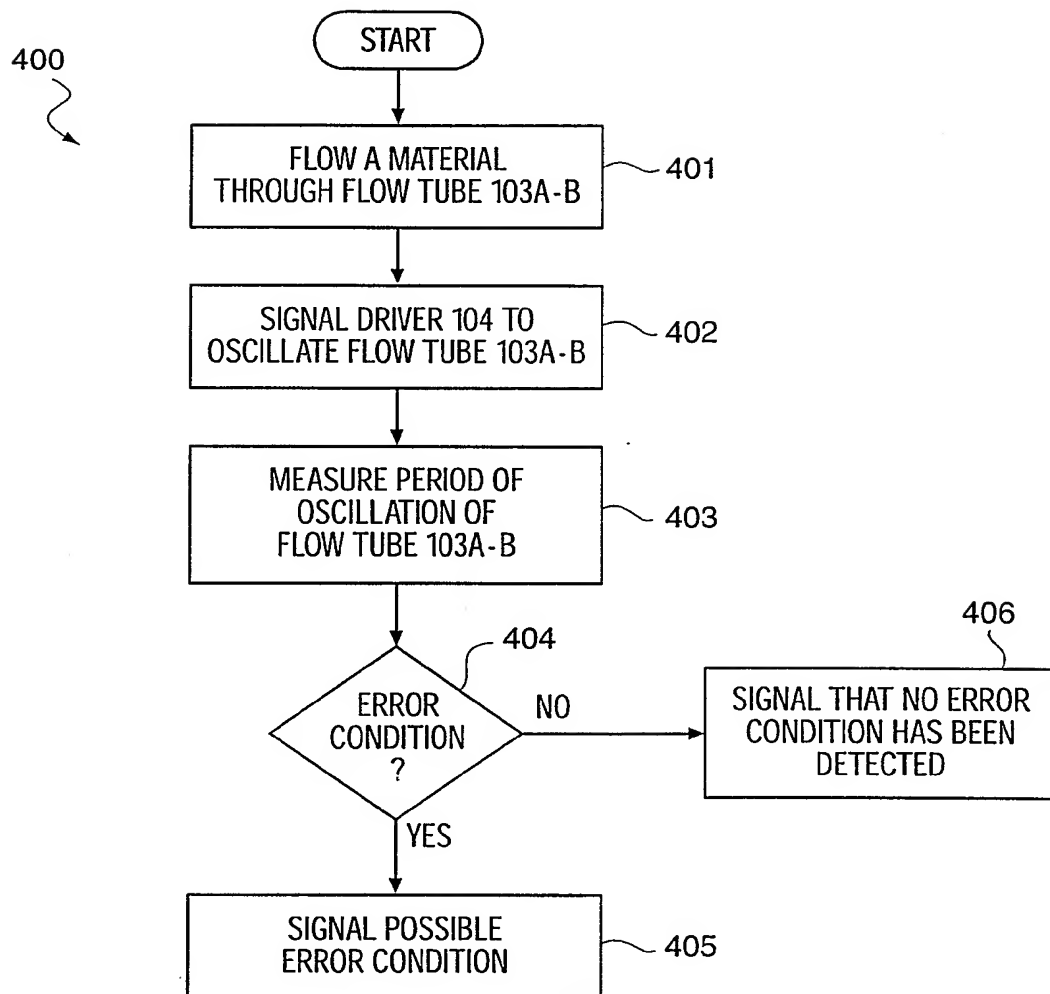 START
400
FLOW A MATERIAL
THROUGH FLOW TUBE 103A-B
401
SIGNAL DRIVER 104 TO
OSCILLATE FLOW TUBE 103A-B
402
MEASURE PERIOD OF
OSCILLATION OF
FLOW TUBE 103A-B
403
404
ERROR
CONDITION
?
NO
406
SIGNAL THAT NO ERROR
CONDITION HAS BEEN
DETECTED
YES
SIGNAL POSSIBLE
ERROR CONDITION
405